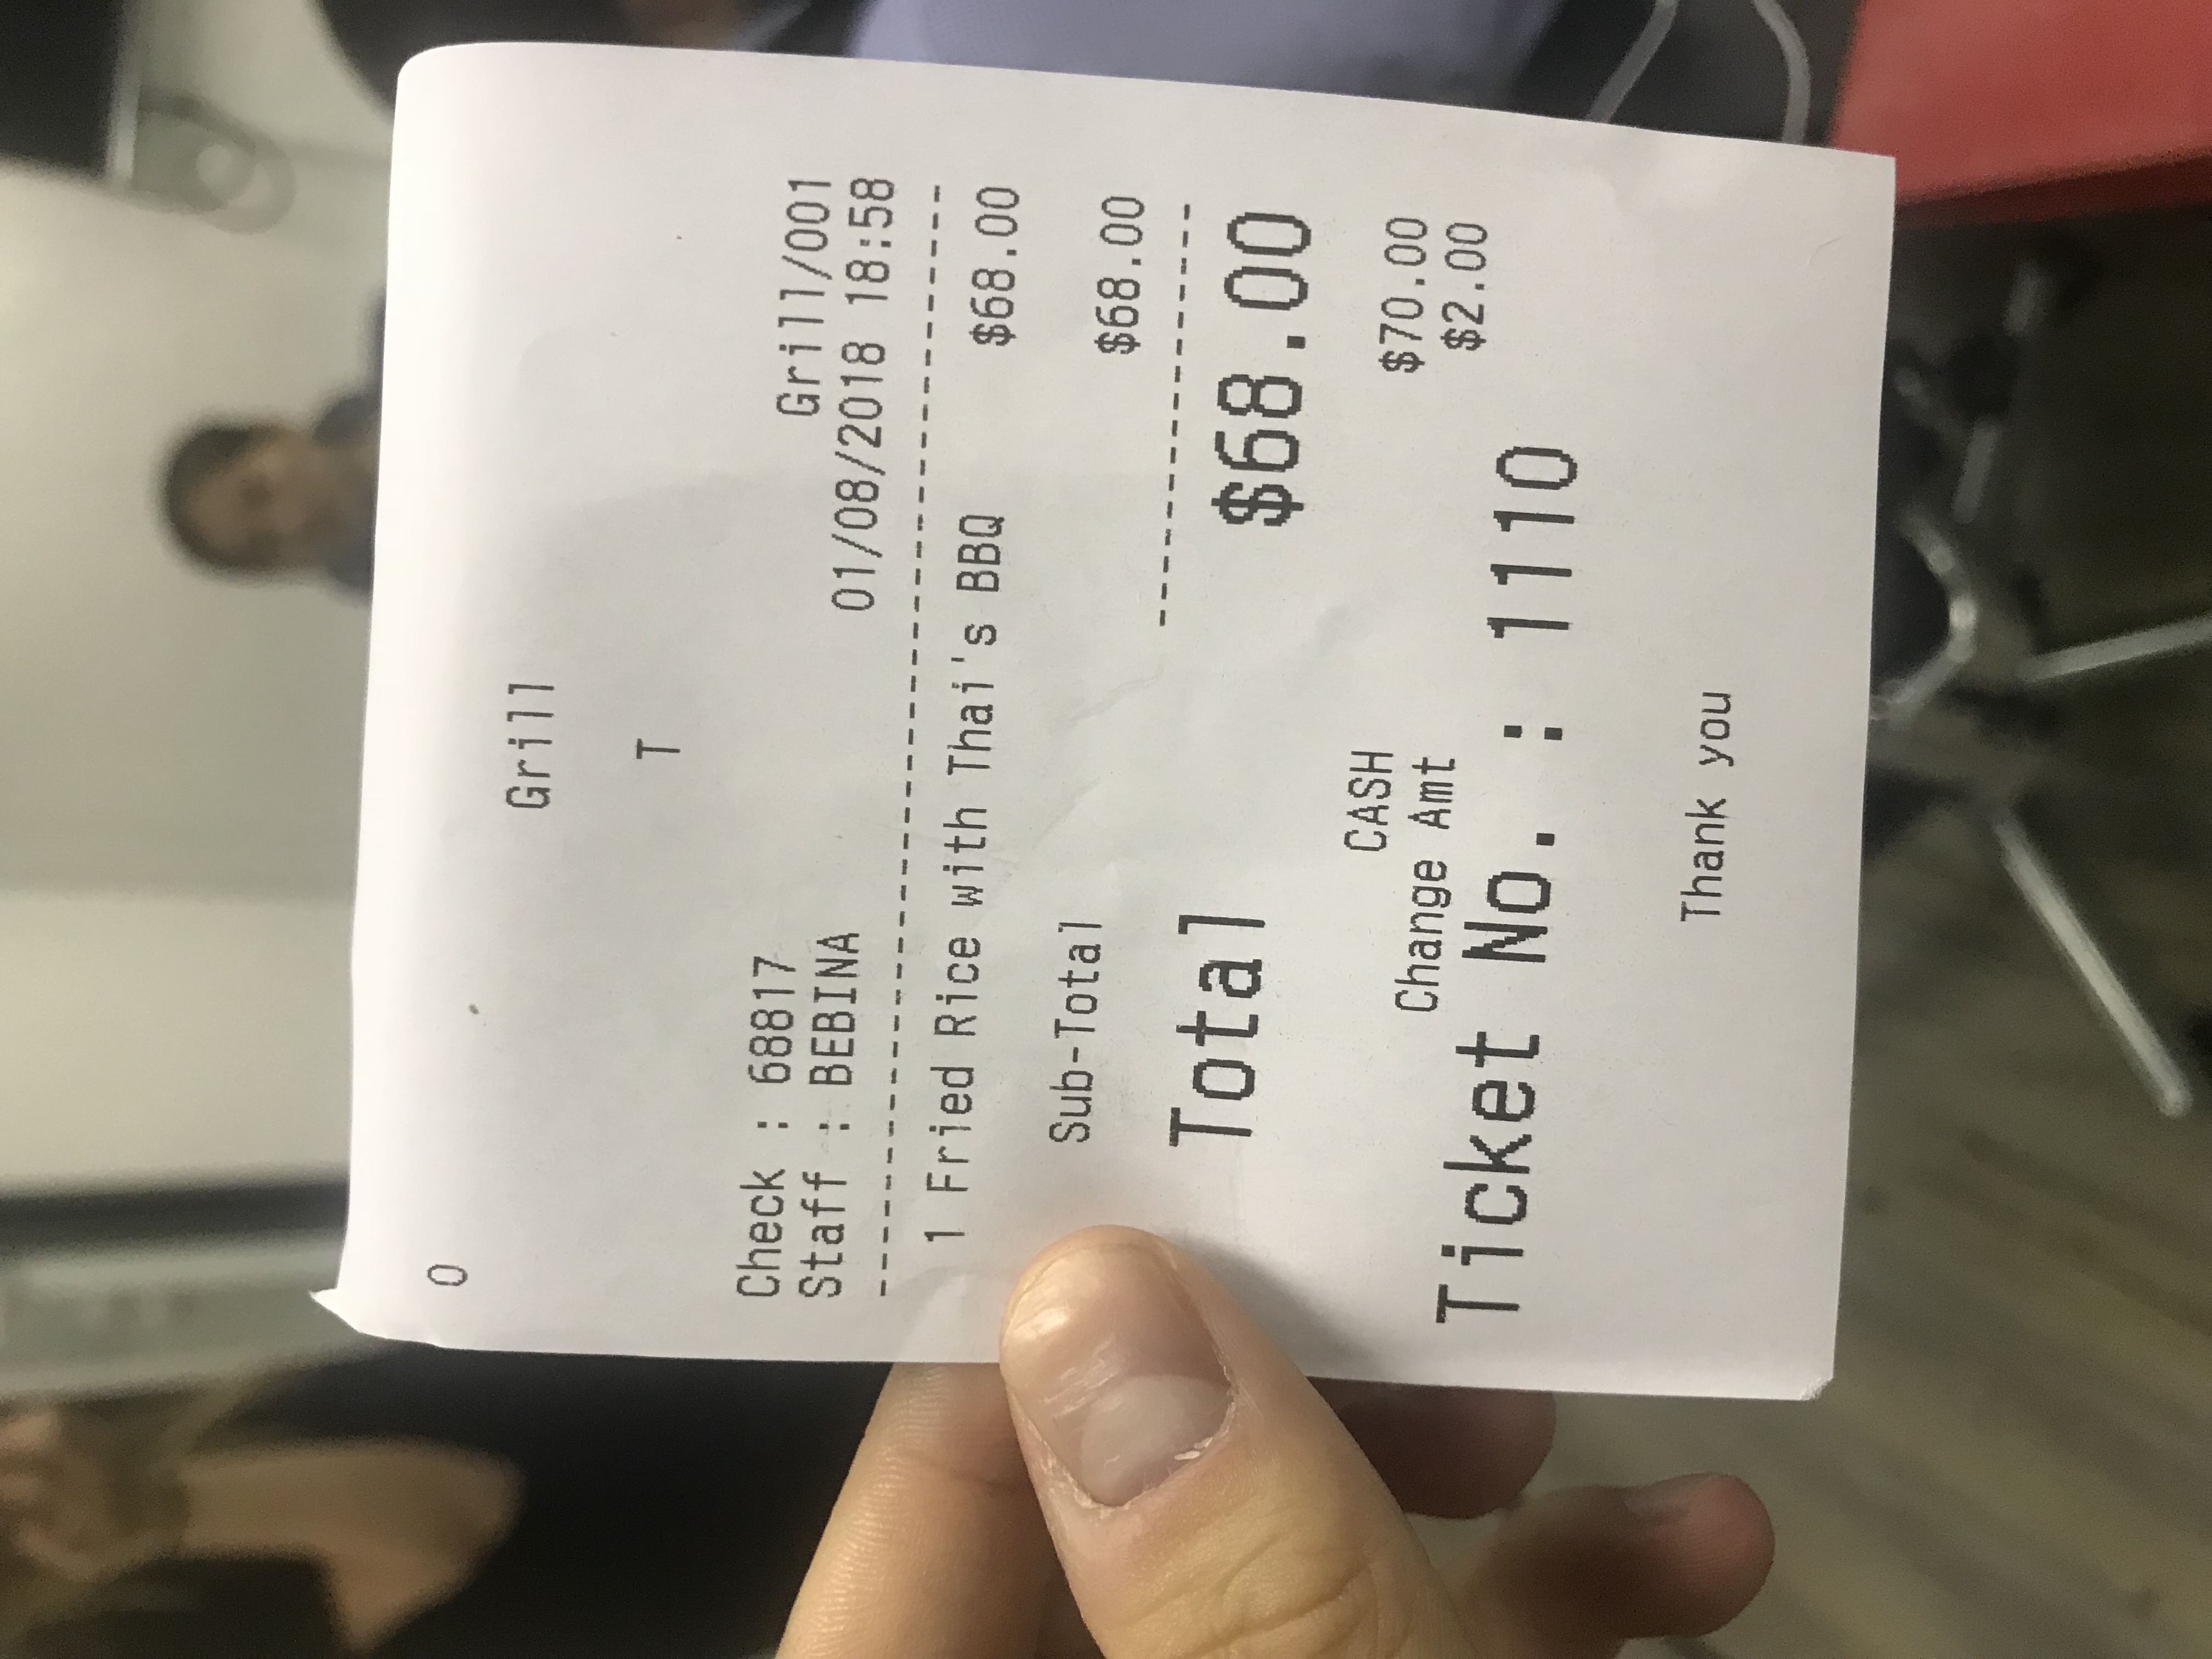 0
Grill
T
Check : 68817
Grill/001
Staff : BEBINA
01/08/2018 18:58
1 Fried Rice with Thai's BBQ $68.00
Sub-Total $68.00
Total $68.00
CASH $70.00
Change Amt $2.00
Ticket No. : 1110
Thank you